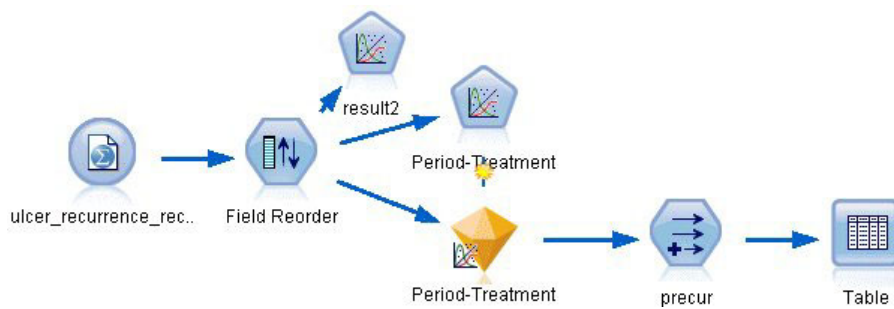 result2
Period-Treatment
ulcer_recurrence_rec..
Field Reorder
Period-Treatment
precur
Table